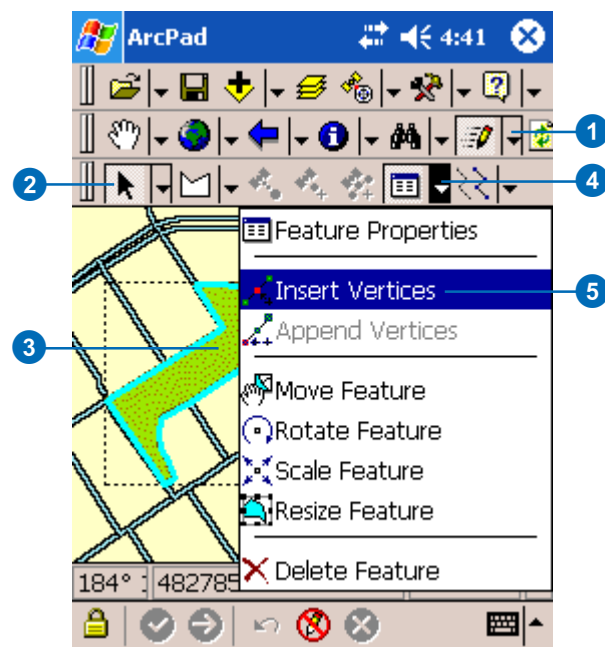 ArcPad 4:41
1
2
4
Feature Properties
Insert Vertices
5
Append Vertices
3
Move Feature
Rotate Feature
Scale Feature
Resize Feature
Delete Feature
184° 482785